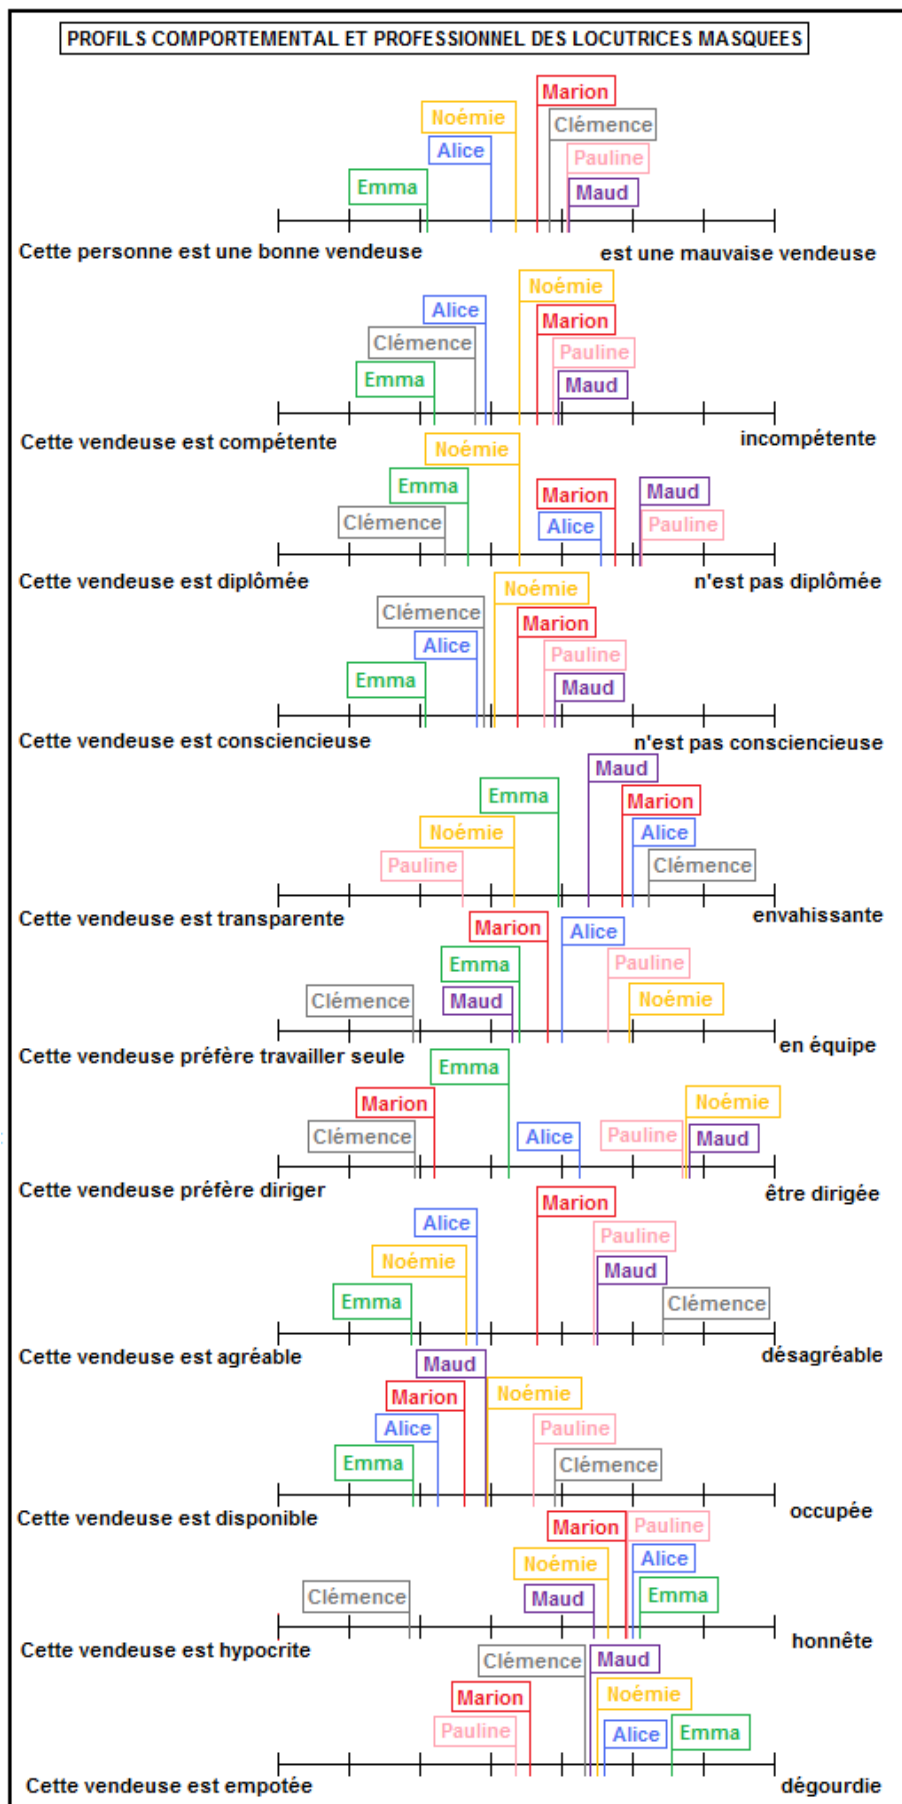 PROFILS COMPORTEMENTAL ET PROFESSIONNEL DES LOCUTRICES MASQUEES
Marion
Noémie
Clémence
Alice
Pauline
Emma
Maud
Cette personne est une bonne vendeuse
est une mauvaise vendeuse
Noémie
Alice
Marion
Clémence
Pauline
Emma
Maud
Cette vendeuse est compétente
incompétente
Noémie
Emma
Marion
Maud
Clémence
Alice
Pauline
Cette vendeuse est diplômée
n'est pas diplômée
Noémie
Clémence
Marion
Alice
Pauline
Emma
Maud
Cette vendeuse est consciencieuse
n'est pas consciencieuse
Maud
Emma
Marion
Noémie
Alice
Pauline
Clémence
Cette vendeuse est transparente
envahissante
Marion
Alice
Emma
Pauline
Clémence
Maud
Noémie
Cette vendeuse préfère travailler seule
en équipe
Emma
Marion
Noémie
Clémence
Alice
Pauline
Maud
Cette vendeuse préfère diriger
être dirigée
Marion
Alice
Pauline
Noémie
Maud
Emma
Clémence
Cette vendeuse est agréable
désagréable
Maud
Marion
Noémie
Alice
Pauline
Emma
Clémence
Cette vendeuse est disponible
occupée
Marion
Pauline
Noémie
Alice
Clémence
Maud
Emma
Cette vendeuse est hypocrite
honnête
Clémence
Maud
Marion
Noémie
Pauline
Alice
Emma
Cette vendeuse est empotée
dégourdie